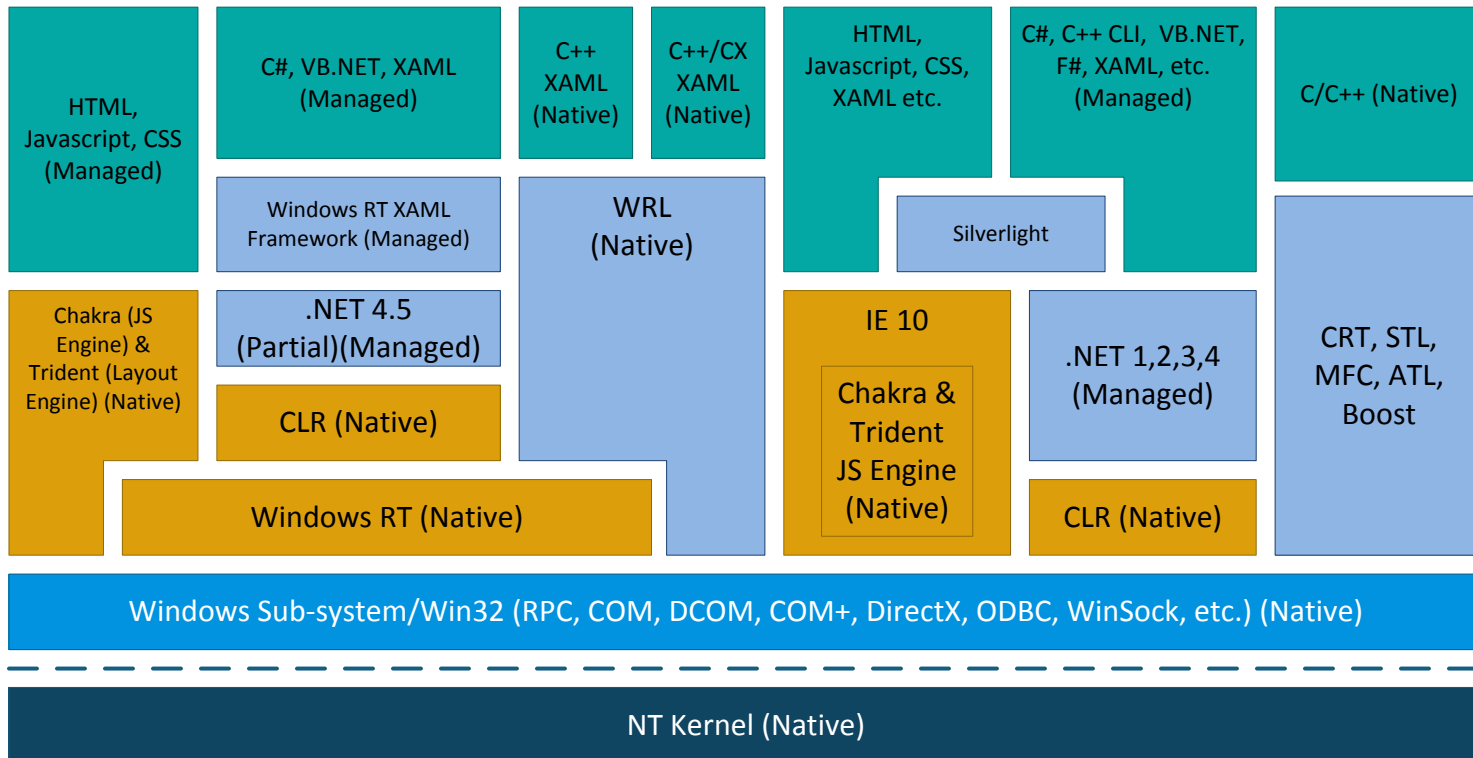 HTML,
Javascript, CSS
(Managed)
C#, VB.NET, XAML
(Managed)
C++
XAML
(Native)
C++/CX
XAML
(Native)
HTML,
Javascript, CSS,
XAML etc.
C#, C++ CLI, VB.NET,
F#, XAML, etc.
(Managed)
C/C++ (Native)
Windows RT XAML
Framework (Managed)
WRL
(Native)
Silverlight
Chakra (JS
Engine) &
Trident (Layout
Engine) (Native)
.NET 4.5
(Partial)(Managed)
CLR (Native)
Windows RT (Native)
IE 10
Chakra &
Trident
JS Engine
(Native)
.NET 1,2,3,4
(Managed)
CLR (Native)
CRT, STL,
MFC, ATL,
Boost
Windows Sub-system/Win32 (RPC, COM, DCOM, COM+, DirectX, ODBC, WinSock, etc.) (Native)
NT Kernel (Native)